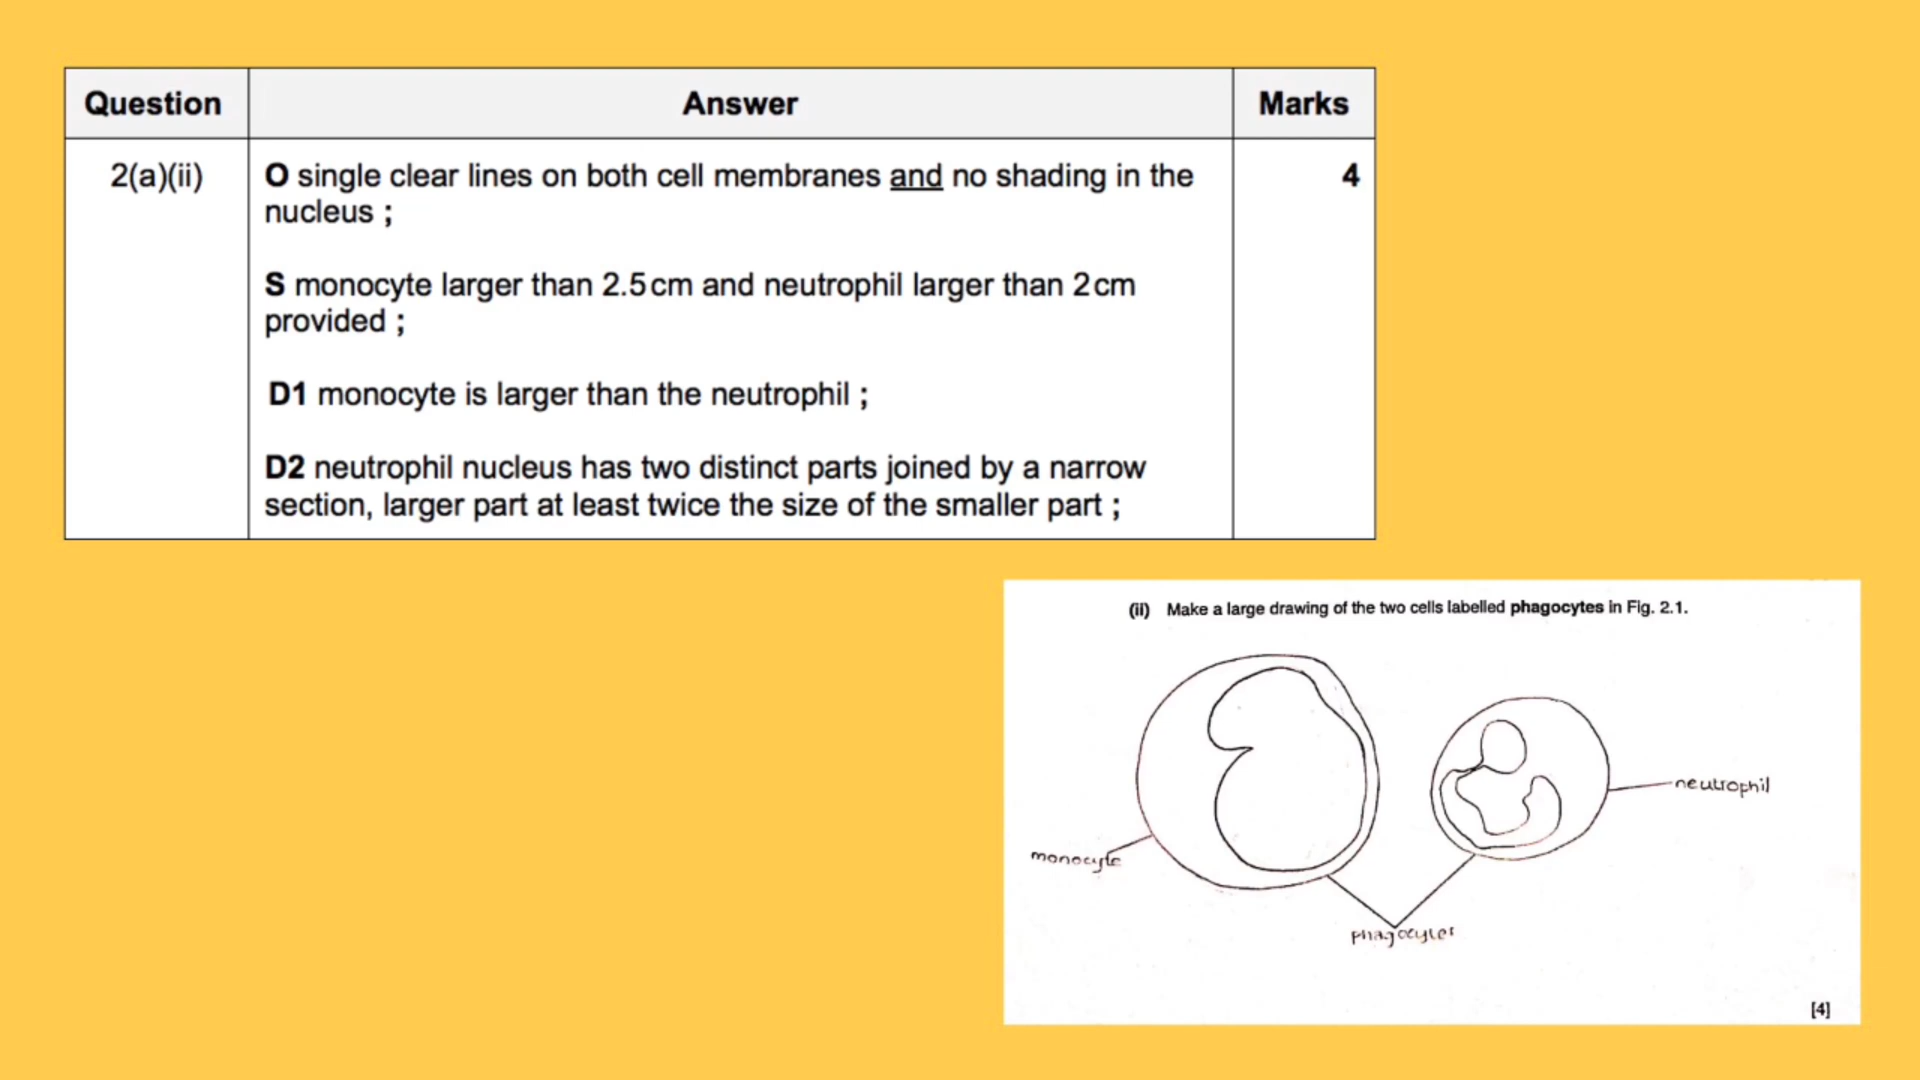 Question Answer Marks
2(a)(ii) O single clear lines on both cell membranes and no shading in the 4
nucleus ;
S monocyte larger than 2.5 cm and neutrophil larger than 2 cm
provided ;
D1 monocyte is larger than the neutrophil ;
D2 neutrophil nucleus has two distinct parts joined by a narrow
section, larger part at least twice the size of the smaller part ;
(ii) Make a large drawing of the two cells labelled phagocytes in Fig. 2.1.
neutrophil
monocyte
phagocytes
[4]